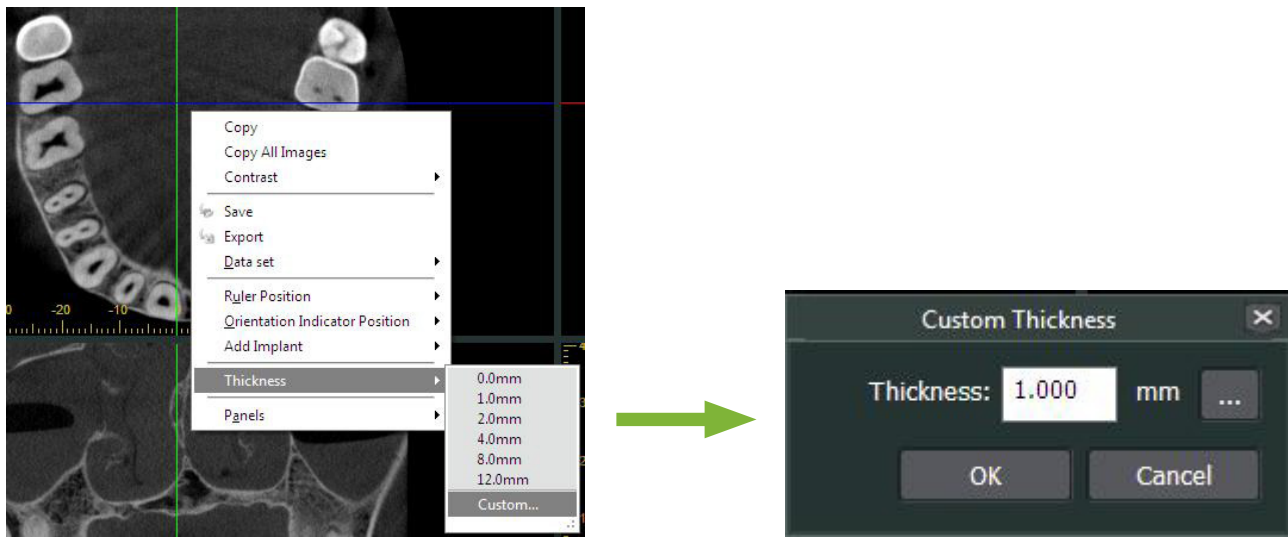 Copy
Copy All Images
Contrast
Save
Export
Data set
0 -20 -10
Ruler Position
Orientation Indicator Position
Add Implant
Thickness
Panels
0.0mm
1.0mm
2.0mm
4.0mm
8.0mm
12.0mm
Custom...
Custom Thickness
Thickness: 1.000 mm ...
OK Cancel